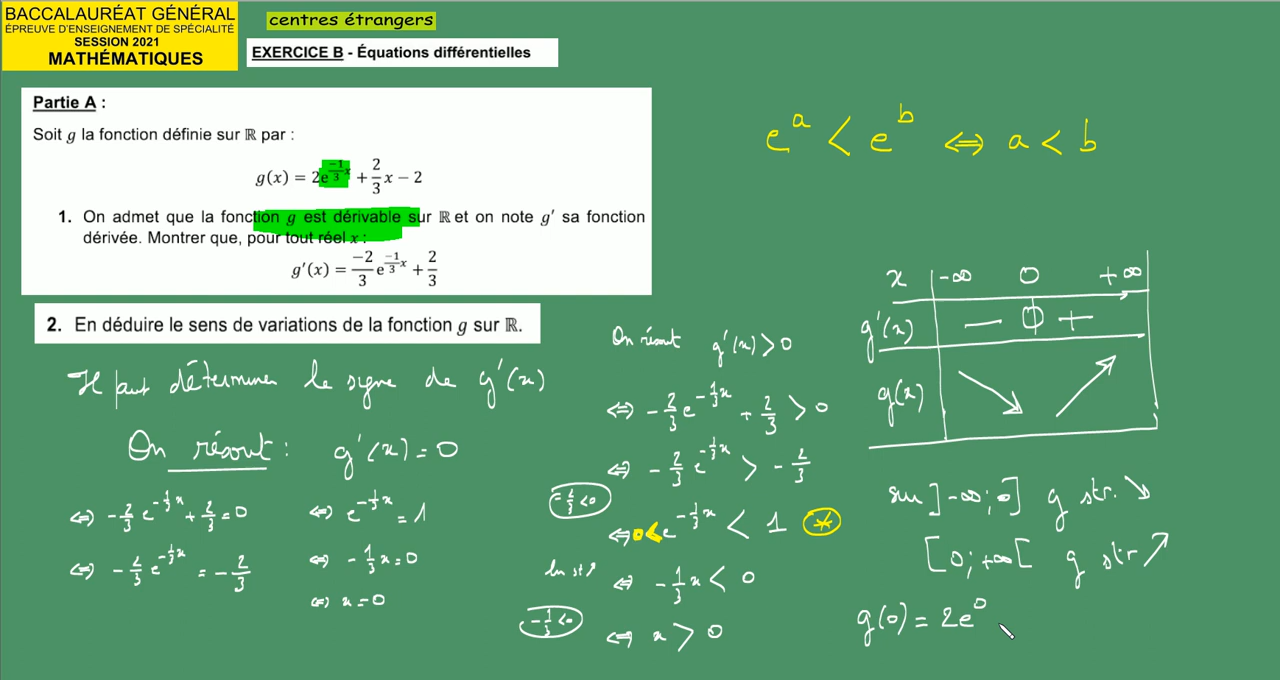 BACCALAURÉAT GÉNÉRAL
ÉPREUVE D'ENSEIGNEMENT DE SPÉCIALITÉ
SESSION 2021
MATHÉMATIQUES
centres étrangers
EXERCICE B - Équations différentielles
Partie A :
Soit g la fonction définie sur ℝ par :
g(x) = 2e^(-1/3 x) + 2/3 x − 2
1. On admet que la fonction g est dérivable sur ℝ et on note g′ sa fonction
dérivée. Montrer que, pour tout réel x :
g′(x) = -2/3 e^(-1/3 x) + 2/3
2. En déduire le sens de variations de la fonction g sur ℝ.
Il faut déterminer le signe de g'(x)
On résout : g'(x) = 0
⇔ -2/3 e^(-1/3 x) + 2/3 = 0
⇔ -2/3 e^(-1/3 x) = -2/3
⇔ e^(-1/3 x) = 1
⇔ -1/3 x = 0
⇔ x = 0
On résout g'(x) > 0
⇔ -2/3 e^(-1/3 x) + 2/3 > 0
⇔ -2/3 e^(-1/3 x) > -2/3
-2/3 < 0
⇔ 0 < e^(-1/3 x) < 1 *
ln st ↗ ⇔ -1/3 x < 0
-1/3 < 0
⇔ x > 0
e^a < e^b ⇔ a < b
x -∞ 0 +∞
g'(x) − 0 +
g(x) ↘ ↗
sur ]-∞; 0] g str. ↘
[0; +∞[ g str ↗
g(0) = 2e^0